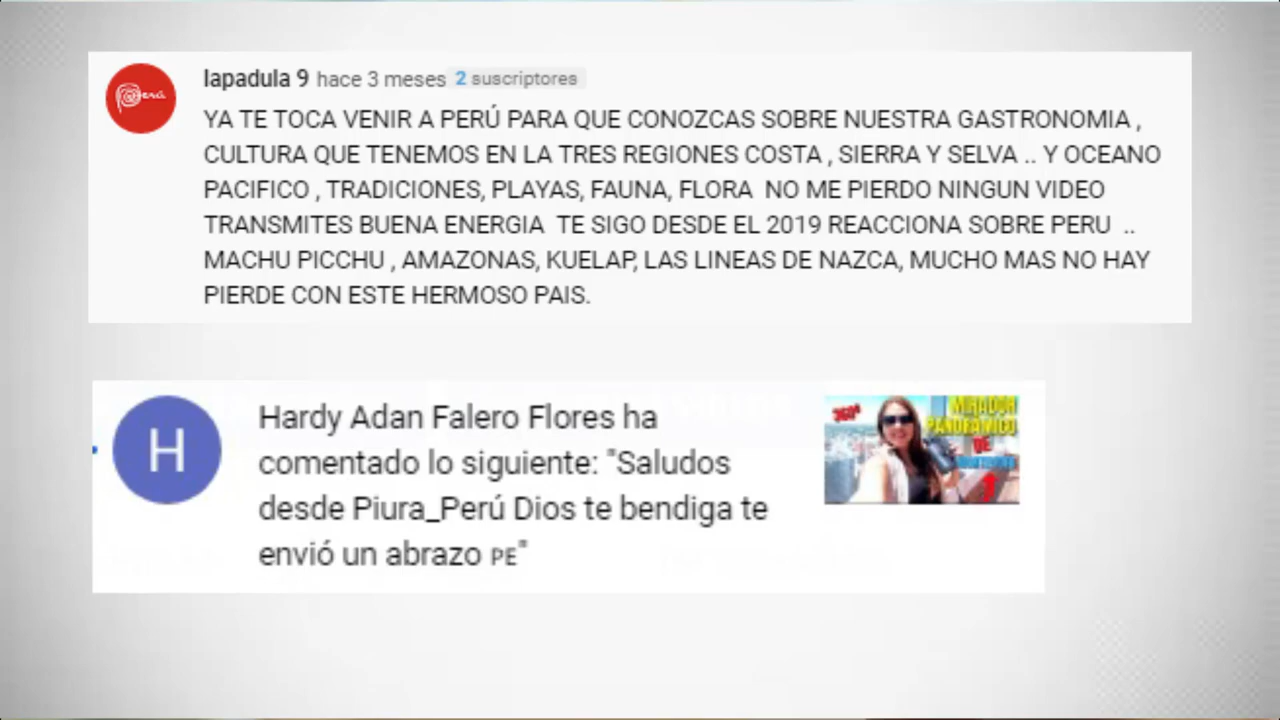 Perú
lapadula 9 hace 3 meses 2 suscriptores
YA TE TOCA VENIR A PERÚ PARA QUE CONOZCAS SOBRE NUESTRA GASTRONOMIA ,
CULTURA QUE TENEMOS EN LA TRES REGIONES COSTA , SIERRA Y SELVA .. Y OCEANO
PACIFICO , TRADICIONES, PLAYAS, FAUNA, FLORA  NO ME PIERDO NINGUN VIDEO
TRANSMITES BUENA ENERGIA  TE SIGO DESDE EL 2019 REACCIONA SOBRE PERU  ..
MACHU PICCHU , AMAZONAS, KUELAP, LAS LINEAS DE NAZCA, MUCHO MAS NO HAY
PIERDE CON ESTE HERMOSO PAIS.
H
Hardy Adan Falero Flores ha
comentado lo siguiente: "Saludos
desde Piura_Perú Dios te bendiga te
envió un abrazo PE"
360°
MIRADOR
PANORÁMICO
DE